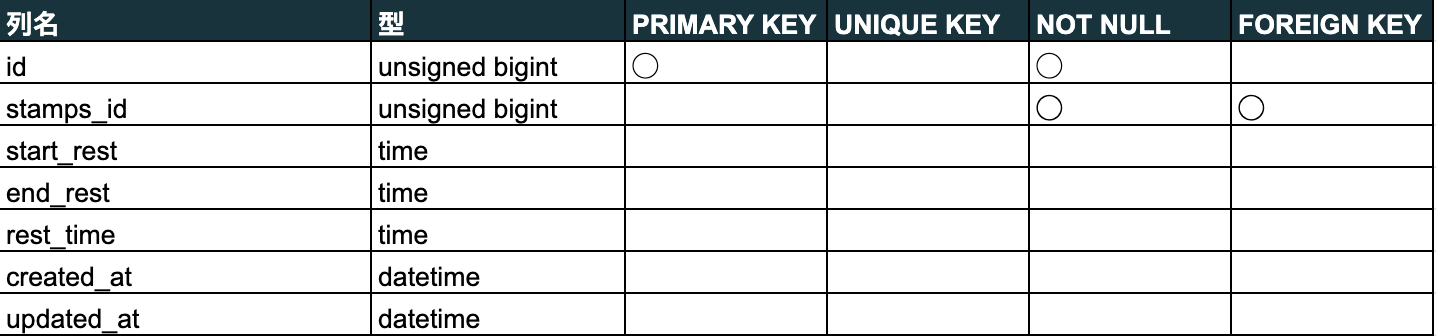 列名 型 PRIMARY KEY UNIQUE KEY NOT NULL FOREIGN KEY
id unsigned bigint ○ ○
stamps_id unsigned bigint ○ ○
start_rest time
end_rest time
rest_time time
created_at datetime
updated_at datetime